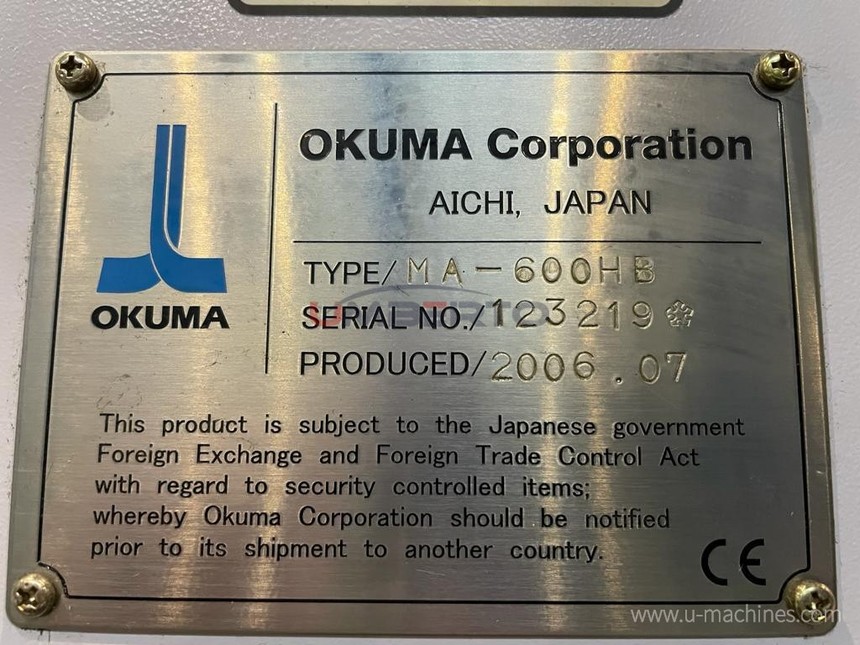 OKUMA Corporation
AICHI, JAPAN
OKUMA
TYPE/MA-600HB
SERIAL NO./123219
PRODUCED/2006.07
This product is subject to the Japanese government
Foreign Exchange and Foreign Trade Control Act
with regard to security controlled items;
whereby Okuma Corporation should be notified
prior to its shipment to another country.
CE
www.u-machines.com